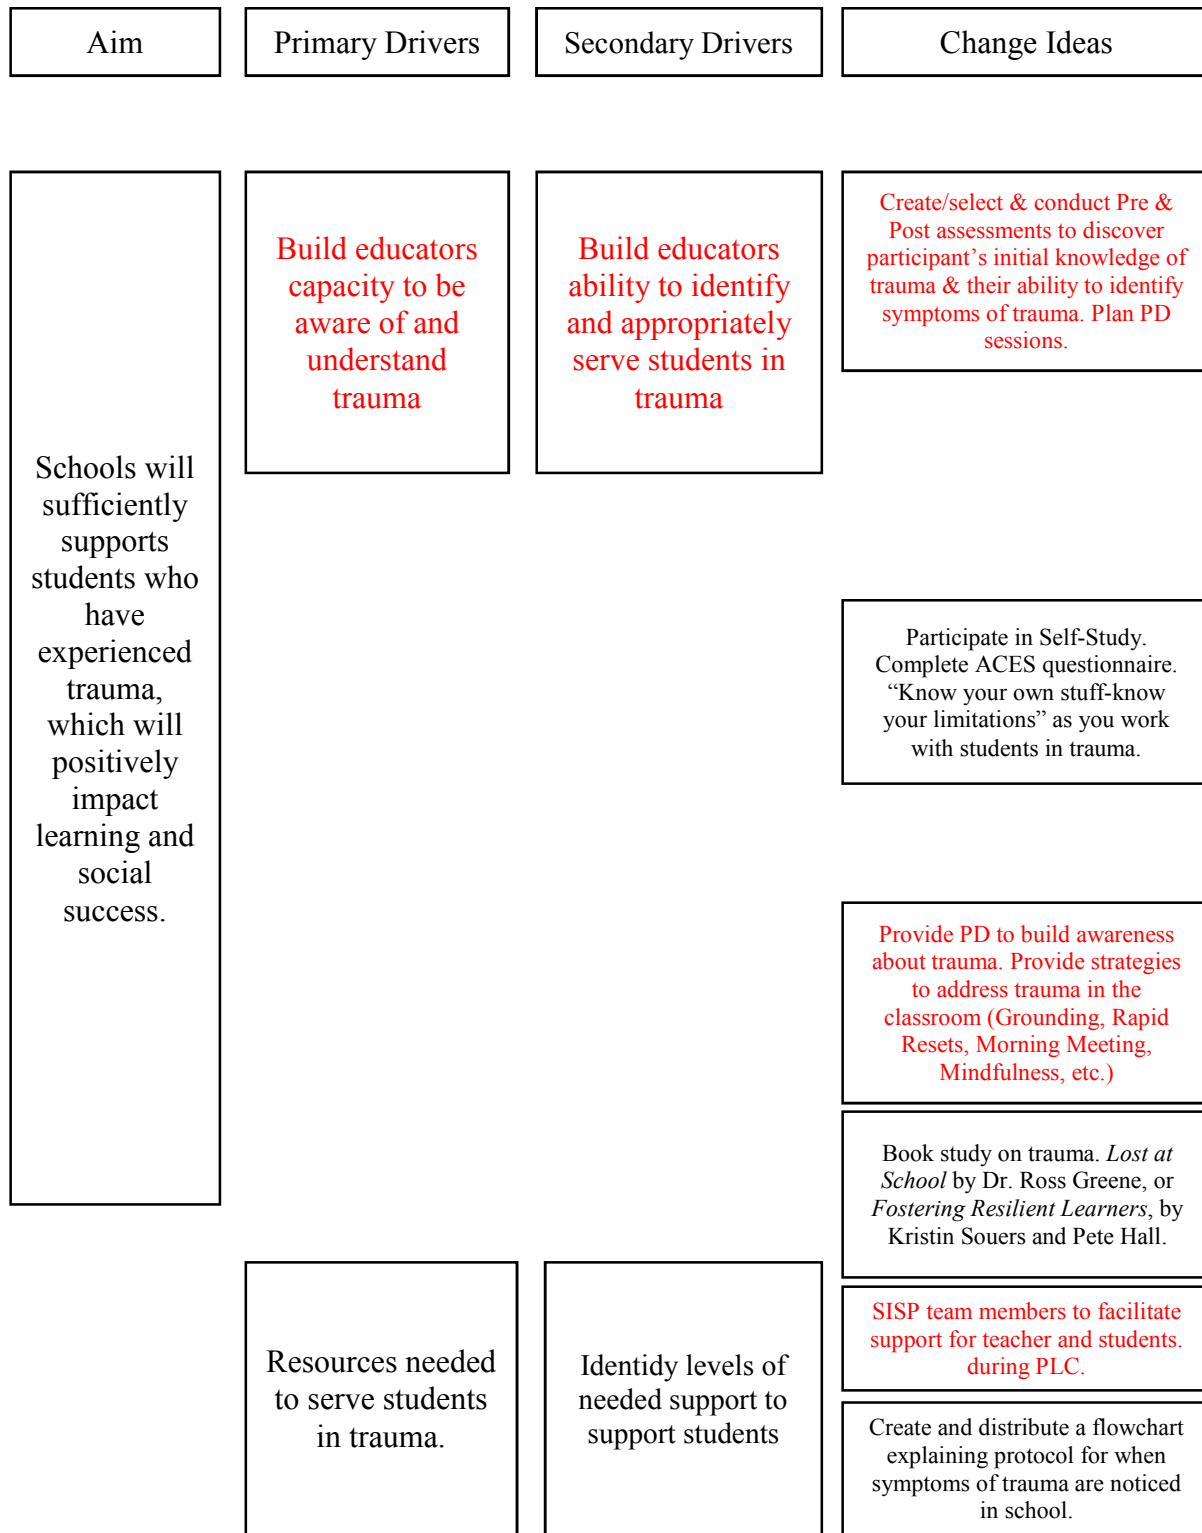 Aim
Primary Drivers
Secondary Drivers
Change Ideas
Schools will
sufficiently
supports
students who
have
experienced
trauma,
which will
positively
impact
learning and
social
success.
Build educators
capacity to be
aware of and
understand
trauma
Build educators
ability to identify
and appropriately
serve students in
trauma
Create/select & conduct Pre &
Post assessments to discover
participant’s initial knowledge of
trauma & their ability to identify
symptoms of trauma. Plan PD
sessions.
Participate in Self-Study.
Complete ACES questionnaire.
“Know your own stuff-know
your limitations” as you work
with students in trauma.
Provide PD to build awareness
about trauma. Provide strategies
to address trauma in the
classroom (Grounding, Rapid
Resets, Morning Meeting,
Mindfulness, etc.)
Book study on trauma. Lost at
School by Dr. Ross Greene, or
Fostering Resilient Learners, by
Kristin Souers and Pete Hall.
Resources needed
to serve students
in trauma.
Identidy levels of
needed support to
support students
SISP team members to facilitate
support for teacher and students.
during PLC.
Create and distribute a flowchart
explaining protocol for when
symptoms of trauma are noticed
in school.